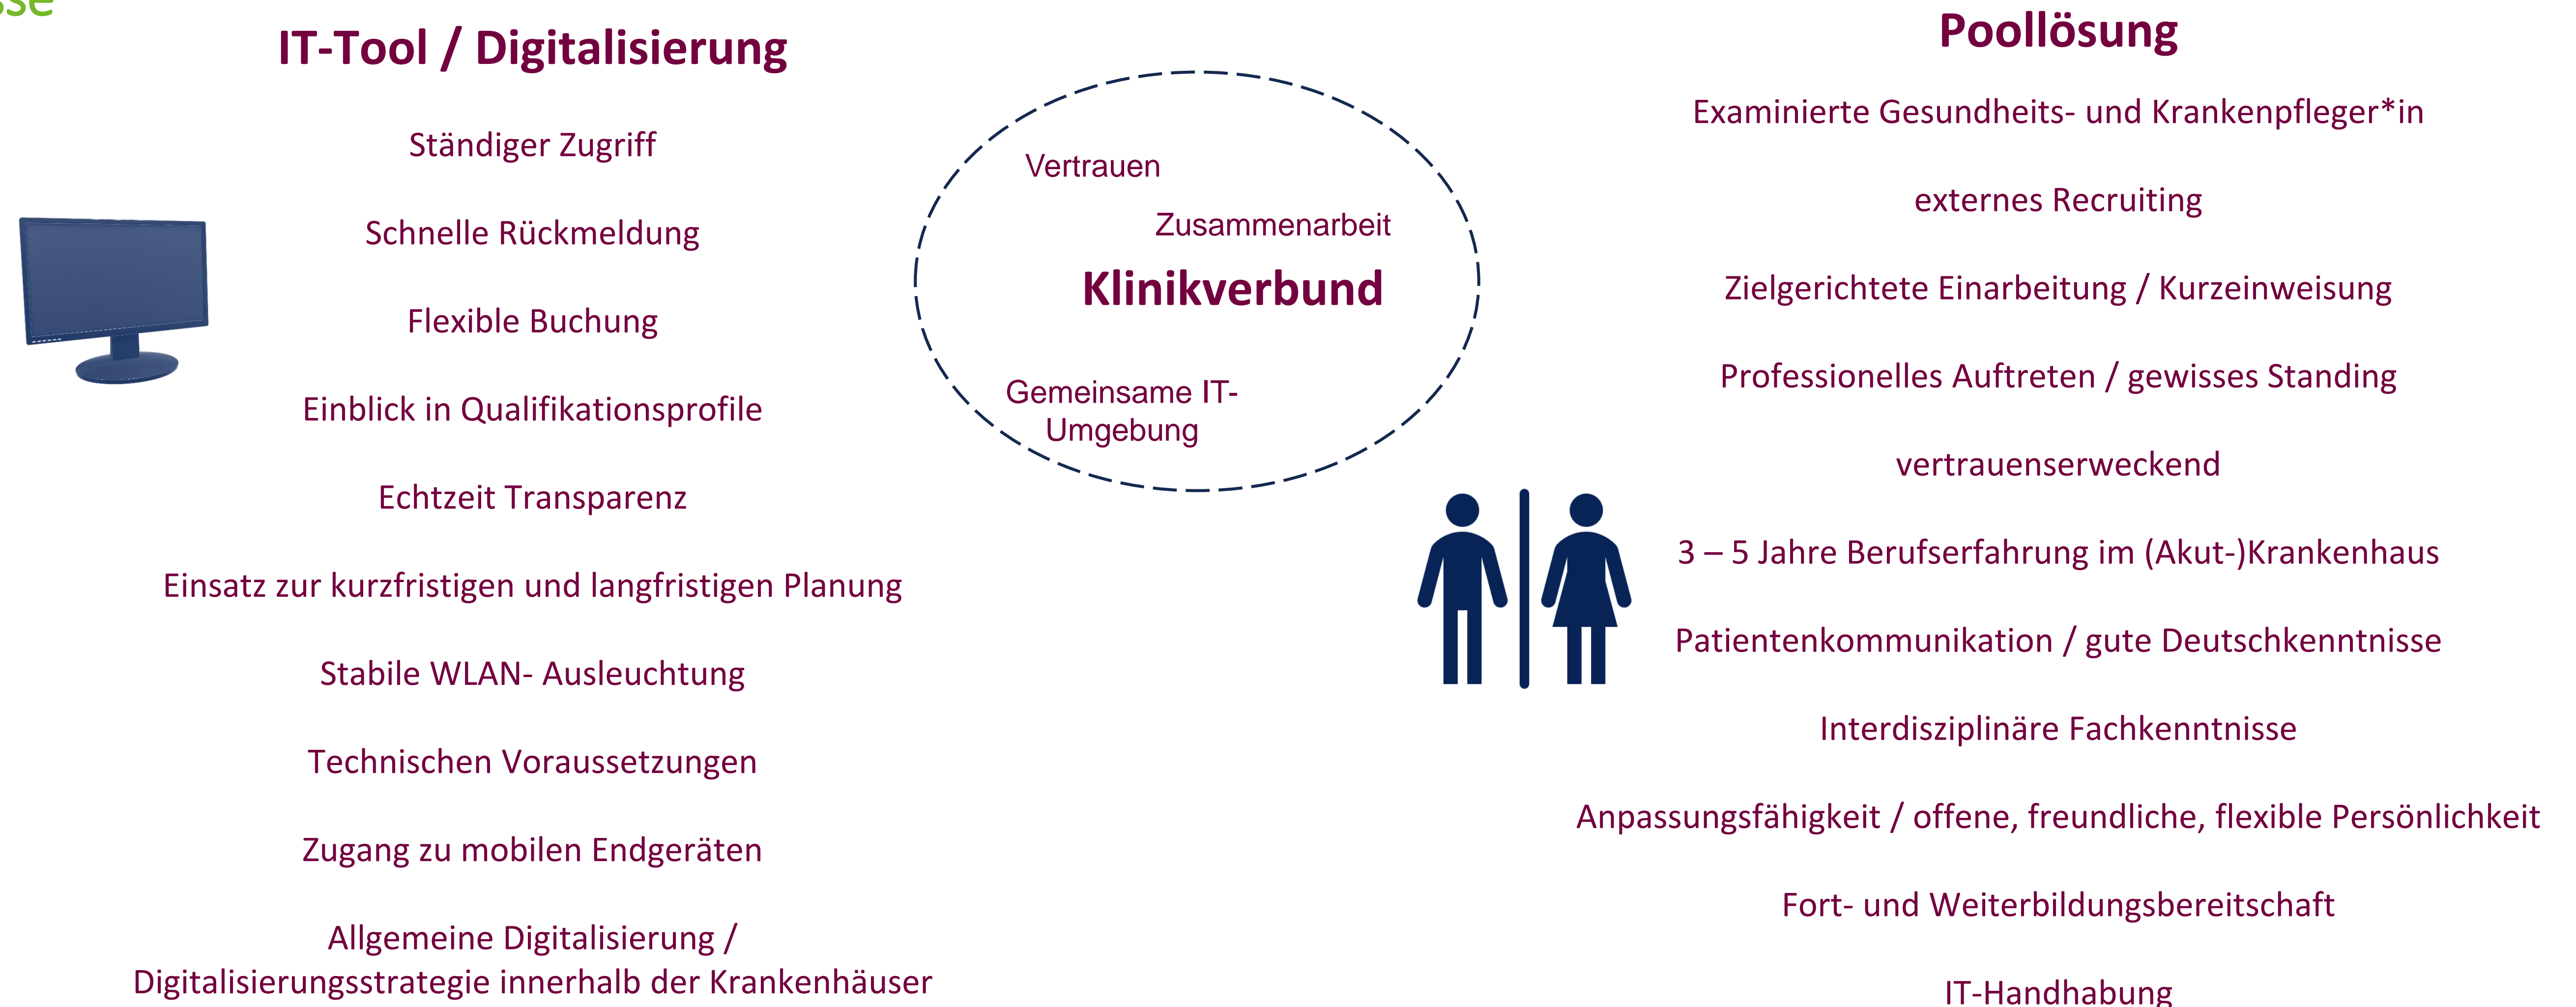 IT-Tool / Digitalisierung
Ständiger Zugriff
Schnelle Rückmeldung
Flexible Buchung
Einblick in Qualifikationsprofile
Echtzeit Transparenz
Einsatz zur kurzfristigen und langfristigen Planung
Stabile WLAN- Ausleuchtung
Technischen Voraussetzungen
Zugang zu mobilen Endgeräten
Allgemeine Digitalisierung /
Digitalisierungsstrategie innerhalb der Krankenhäuser
Vertrauen
Zusammenarbeit
Klinikverbund
Gemeinsame IT-
Umgebung
Poollösung
Examinierte Gesundheits- und Krankenpfleger*in
externes Recruiting
Zielgerichtete Einarbeitung / Kurzeinweisung
Professionelles Auftreten / gewisses Standing
vertrauenserweckend
3 – 5 Jahre Berufserfahrung im (Akut-)Krankenhaus
Patientenkommunikation / gute Deutschkenntnisse
Interdisziplinäre Fachkenntnisse
Anpassungsfähigkeit / offene, freundliche, flexible Persönlichkeit
Fort- und Weiterbildungsbereitschaft
IT-Handhabung